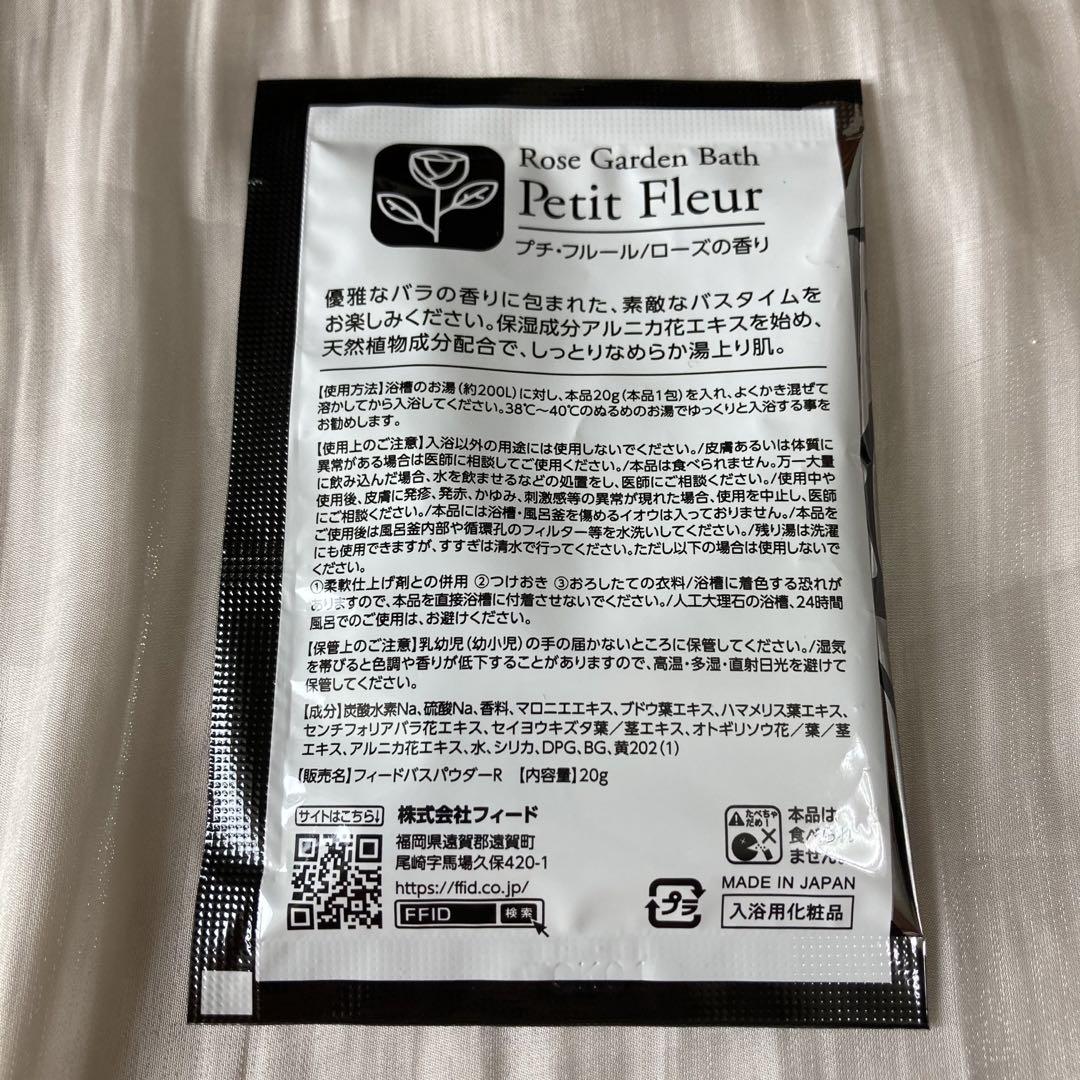 Rose Garden Bath
Petit Fleur
プチ・フルール/ローズの香り
優雅なバラの香りに包まれた、素敵なバスタイムを
お楽しみください。保湿成分アルニカ花エキスを始め、
天然植物成分配合で、しっとりなめらか湯上り肌。
【使用方法】浴槽のお湯(約200L)に対し、本品20g(本品1包)を入れ、よくかき混ぜて
溶かしてから入浴してください。38℃～40℃のぬるめのお湯でゆっくりと入浴する事を
お勧めします。
【使用上のご注意】入浴以外の用途には使用しないでください。/皮膚あるいは体質に
異常がある場合は医師に相談してご使用ください。/本品は食べられません。万一大量
に飲み込んだ場合、水を飲ませるなどの処置をし、医師にご相談ください。/使用中や
使用後、皮膚に発疹、発赤、かゆみ、刺激感等の異常が現れた場合、使用を中止し、医師
にご相談ください。/本品には浴槽・風呂釜を傷めるイオウは入っておりません。/本品を
ご使用後は風呂釜内部や循環孔のフィルター等を水洗いしてください。/残り湯は洗濯
にも使用できますが、すすぎは清水で行ってください。ただし以下の場合は使用しないで
ください。
①柔軟仕上げ剤との併用 ②つけおき ③おろしたての衣料/浴槽に着色する恐れが
ありますので、本品を直接浴槽に付着させないでください。/人工大理石の浴槽、24時間
風呂でのご使用は、お避けください。
【保管上のご注意】乳幼児(幼小児)の手の届かないところに保管してください。/湿気
を帯びると色調や香りが低下することがありますので、高温・多湿・直射日光を避けて
保管してください。
【成分】炭酸水素Na、硫酸Na、香料、マロニエエキス、ブドウ葉エキス、ハマメリス葉エキス、
センチフォリアバラ花エキス、セイヨウキズタ葉／茎エキス、オトギリソウ花／葉／茎
エキス、アルニカ花エキス、水、シリカ、DPG、BG、黄202(1)
【販売名】フィードバスパウダーR 【内容量】20g
サイトはこちら↓
株式会社フィード
福岡県遠賀郡遠賀町
尾崎字馬場久保420-1
https://ffid.co.jp/
FFID 検索
たべちゃだめー!
本品は
食べられ
ません。
プラ
MADE IN JAPAN
入浴用化粧品